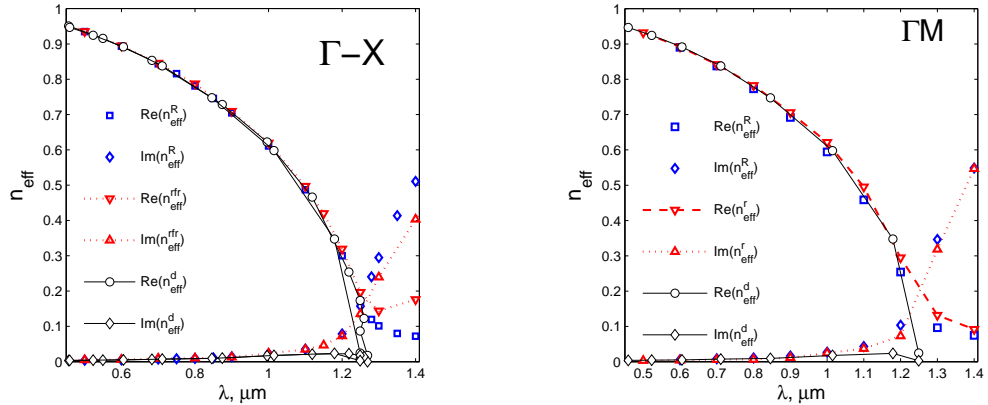 1
0.9
0.8
0.7
0.6
0.5
0.4
0.3
0.2
0.1
0
n_eff
Γ−X
Re(n_eff^R)
Im(n_eff^R)
Re(n_eff^rfr)
Im(n_eff^rfr)
Re(n_eff^d)
Im(n_eff^d)
0.6 0.8 1 1.2 1.4
λ, μm
1
0.9
0.8
0.7
0.6
0.5
0.4
0.3
0.2
0.1
0
n_eff
ΓM
Re(n_eff^R)
Im(n_eff^R)
Re(n_eff^r)
Im(n_eff^r)
Re(n_eff^d)
Im(n_eff^d)
0.5 0.6 0.7 0.8 0.9 1 1.1 1.2 1.3 1.4
λ, μm